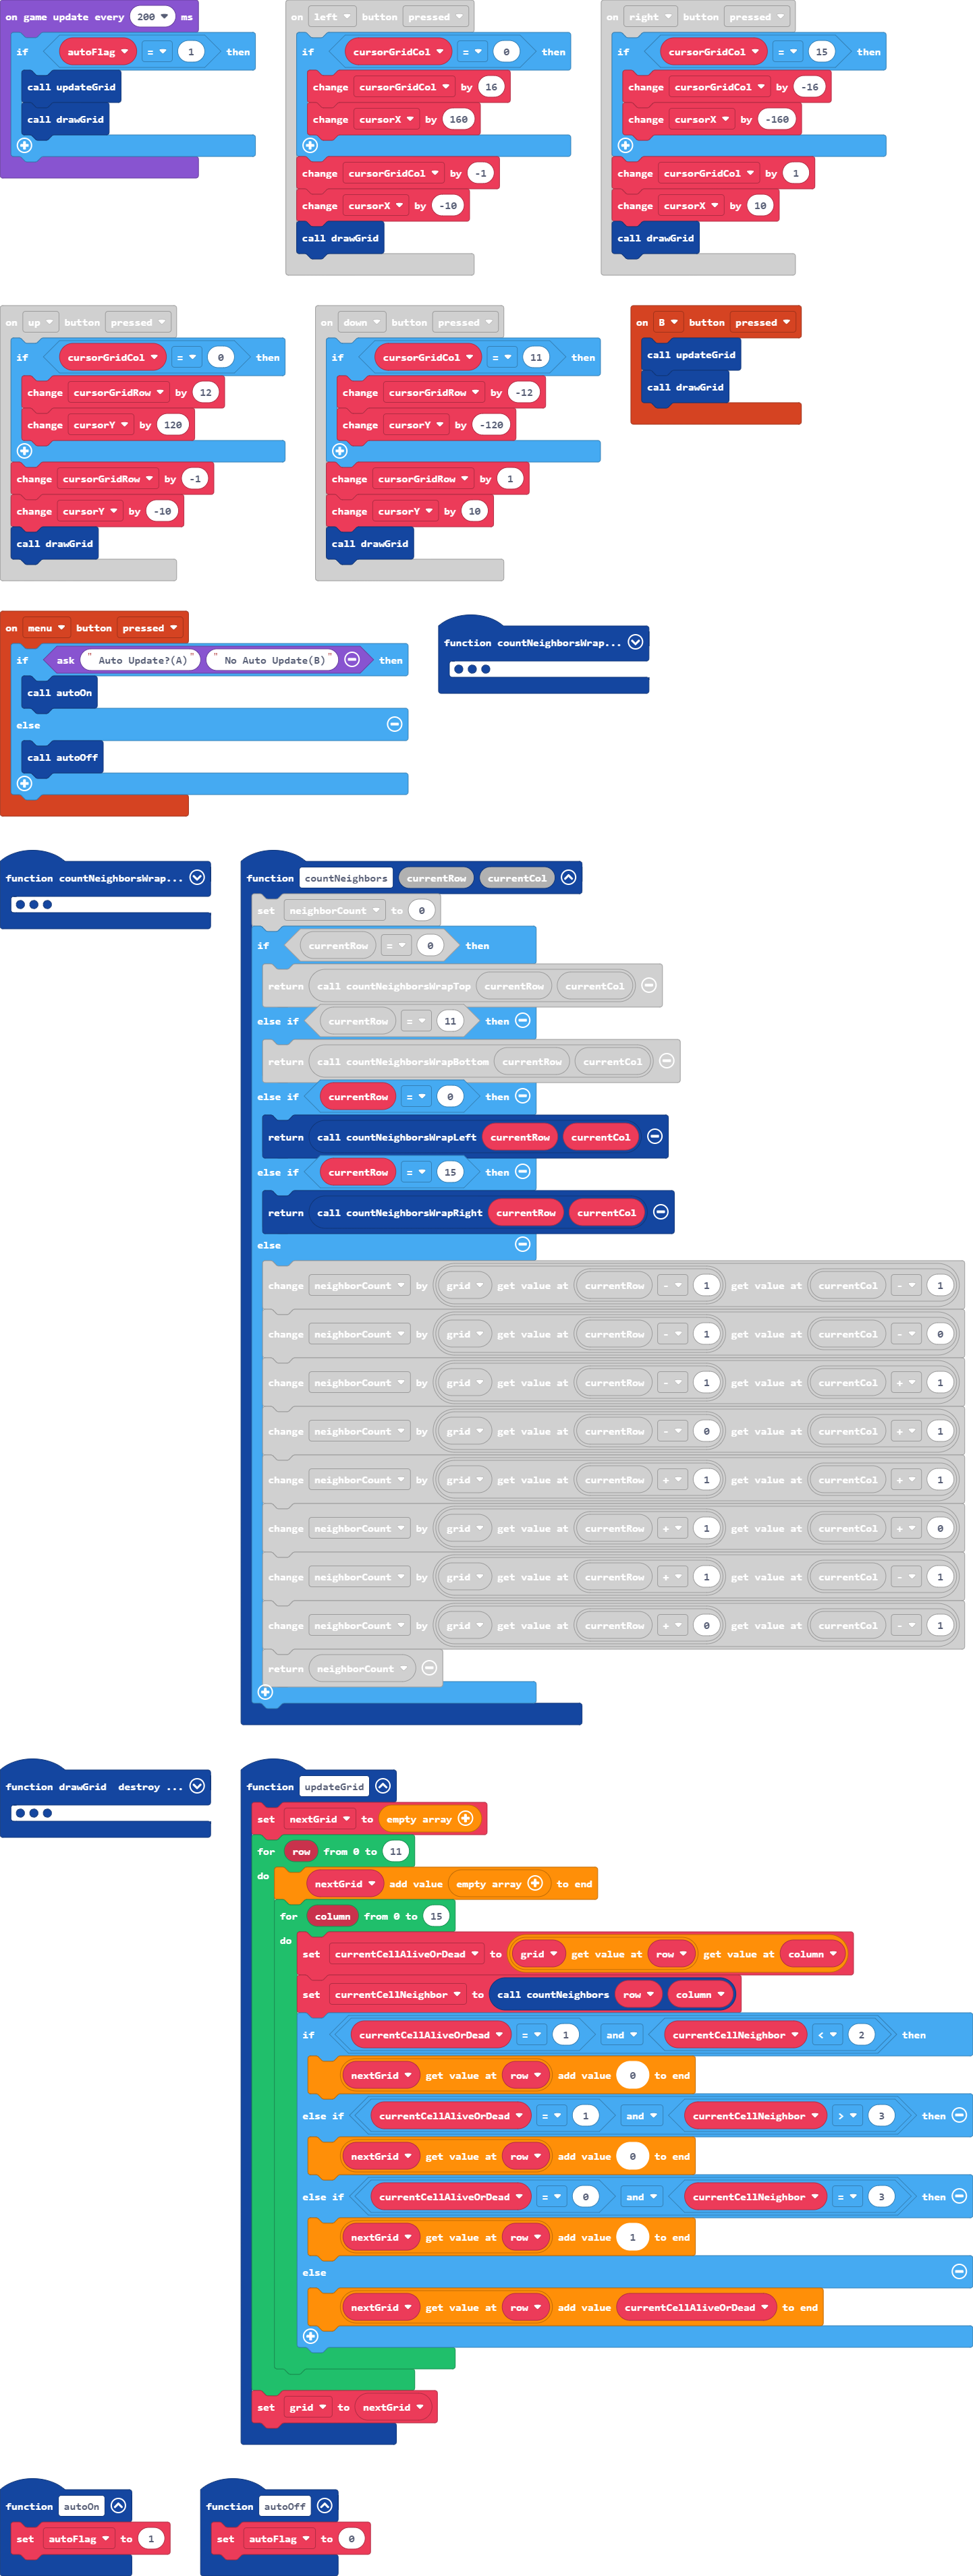 on game update every 200 ms
if autoFlag = 1 then
call updateGrid
call drawGrid
on left button pressed
if cursorGridCol = 0 then
change cursorGridCol by 16
change cursorX by 160
change cursorGridCol by -1
change cursorX by -10
call drawGrid
on right button pressed
if cursorGridCol = 15 then
change cursorGridCol by -16
change cursorX by -160
change cursorGridCol by 1
change cursorX by 10
call drawGrid
on up button pressed
if cursorGridCol = 0 then
change cursorGridRow by 12
change cursorY by 120
change cursorGridRow by -1
change cursorY by -10
call drawGrid
on down button pressed
if cursorGridCol = 11 then
change cursorGridRow by -12
change cursorY by -120
change cursorGridRow by 1
change cursorY by 10
call drawGrid
on B button pressed
call updateGrid
call drawGrid
on menu button pressed
if ask " Auto Update?(A) " " No Auto Update(B) " then
call autoOn
else
call autoOff
function countNeighborsWrap...
function countNeighborsWrap...
function countNeighbors currentRow currentCol
set neighborCount to 0
if currentRow = 0 then
return call countNeighborsWrapTop currentRow currentCol
else if currentRow = 11 then
return call countNeighborsWrapBottom currentRow currentCol
else if currentRow = 0 then
return call countNeighborsWrapLeft currentRow currentCol
else if currentRow = 15 then
return call countNeighborsWrapRight currentRow currentCol
else
change neighborCount by grid get value at currentRow - 1 get value at currentCol - 1
change neighborCount by grid get value at currentRow - 1 get value at currentCol - 0
change neighborCount by grid get value at currentRow - 1 get value at currentCol + 1
change neighborCount by grid get value at currentRow - 0 get value at currentCol + 1
change neighborCount by grid get value at currentRow + 1 get value at currentCol + 1
change neighborCount by grid get value at currentRow + 1 get value at currentCol + 0
change neighborCount by grid get value at currentRow + 1 get value at currentCol - 1
change neighborCount by grid get value at currentRow + 0 get value at currentCol - 1
return neighborCount
function drawGrid destroy ...
function updateGrid
set nextGrid to empty array
for row from 0 to 11
do nextGrid add value empty array to end
for column from 0 to 15
do set currentCellAliveOrDead to grid get value at row get value at column
set currentCellNeighbor to call countNeighbors row column
if currentCellAliveOrDead = 1 and currentCellNeighbor < 2 then
nextGrid get value at row add value 0 to end
else if currentCellAliveOrDead = 1 and currentCellNeighbor > 3 then
nextGrid get value at row add value 0 to end
else if currentCellAliveOrDead = 0 and currentCellNeighbor = 3 then
nextGrid get value at row add value 1 to end
else
nextGrid get value at row add value currentCellAliveOrDead to end
set grid to nextGrid
function autoOn
set autoFlag to 1
function autoOff
set autoFlag to 0